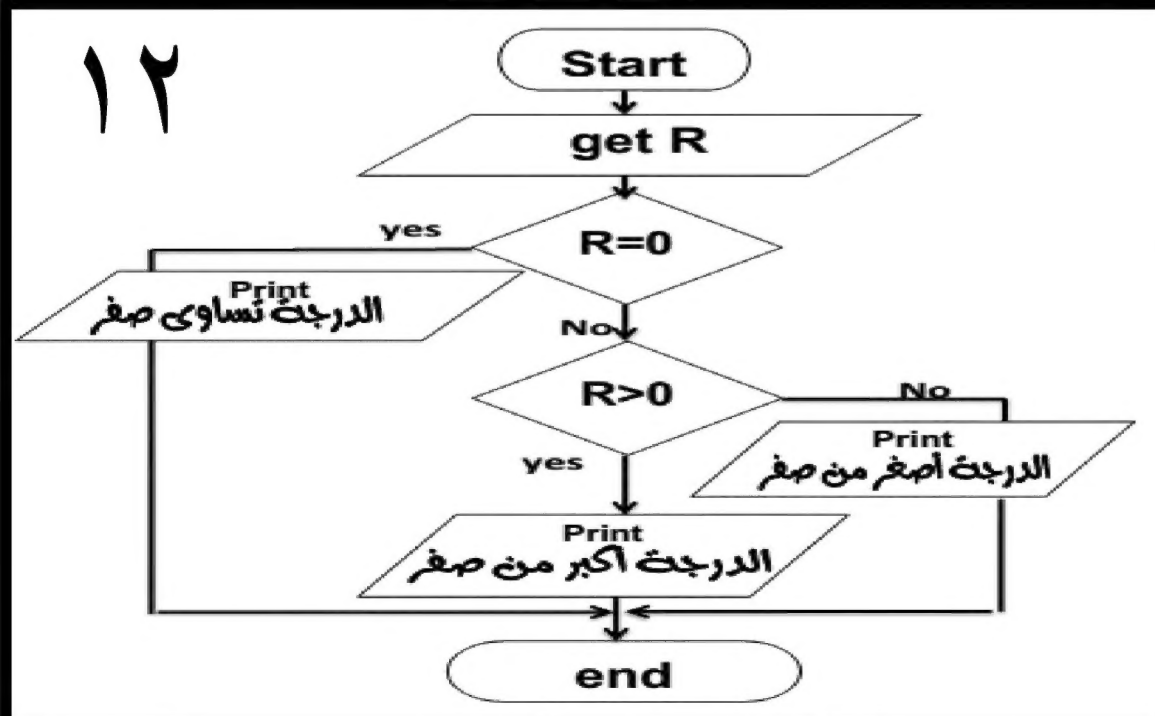 ١٢
Start
get R
R=0
yes
Print
الدرجة تساوى صفر
No
R>0
No
Print
الدرجة أصغر من صفر
yes
Print
الدرجة اكبر من صفر
end